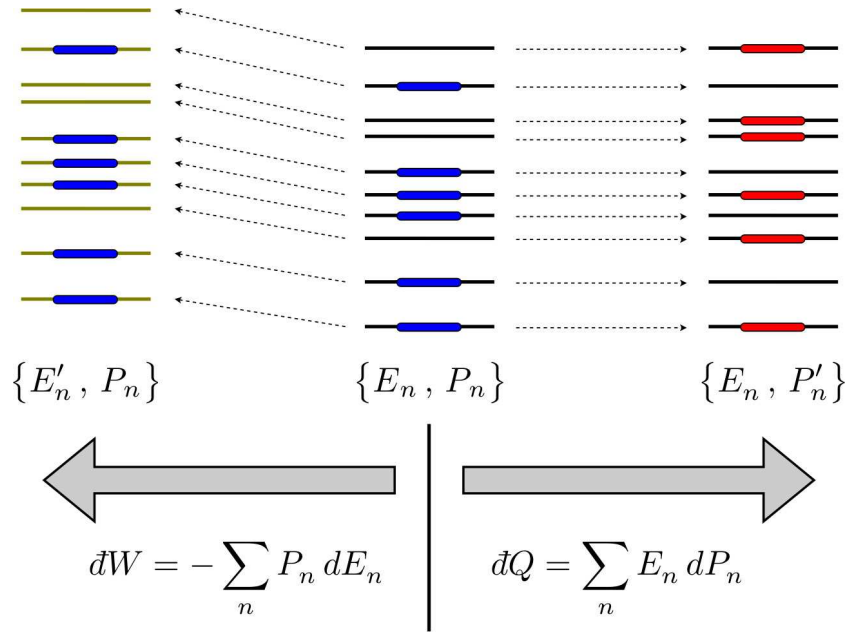 {E′ₙ , Pₙ} {Eₙ , Pₙ} {Eₙ , P′ₙ}
đW = − ∑ₙ Pₙ dEₙ đQ = ∑ₙ Eₙ dPₙ